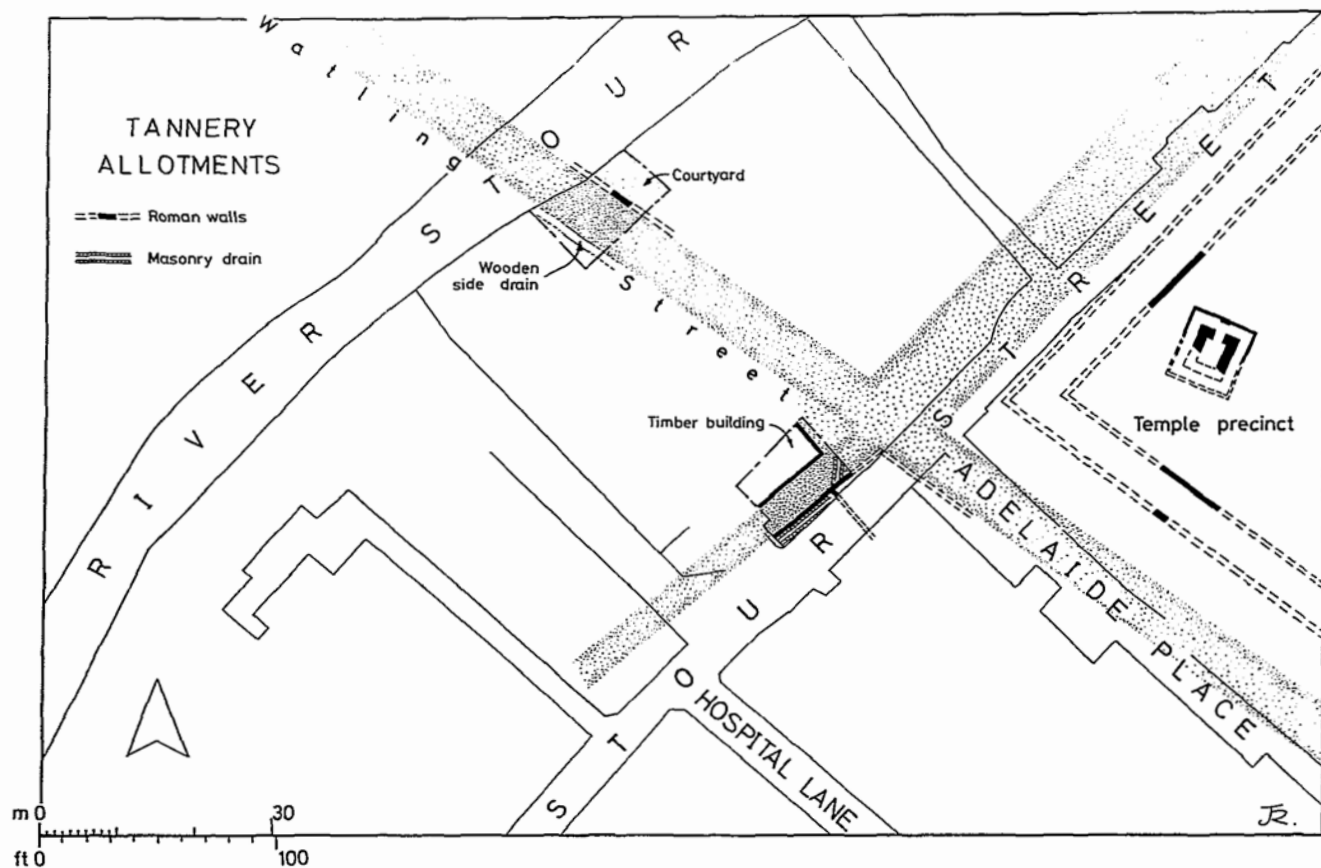 Watling Street
RIVER STOUR
TANNERY
ALLOTMENTS
Roman walls
Masonry drain
Courtyard
Wooden
side drain
Timber building
Temple precinct
STOUR STREET
ADELAIDE PLACE
HOSPITAL LANE
m 0 30
ft 0 100